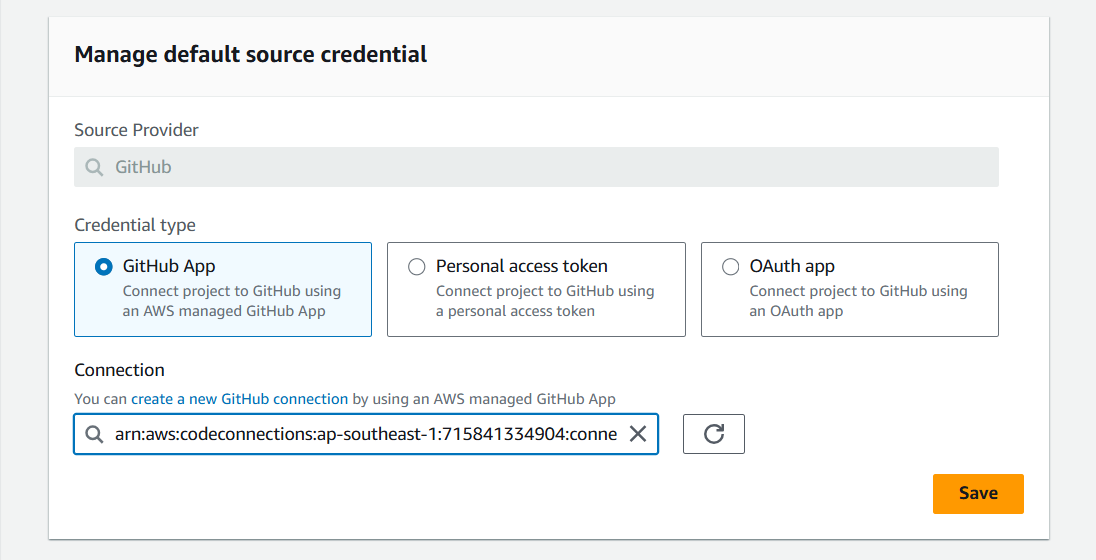 Manage default source credential
Source Provider
GitHub
Credential type
GitHub App
Connect project to GitHub using
an AWS managed GitHub App
Personal access token
Connect project to GitHub using
a personal access token
OAuth app
Connect project to GitHub using
an OAuth app
Connection
You can create a new GitHub connection by using an AWS managed GitHub App
arn:aws:codeconnections:ap-southeast-1:715841334904:conne
Save